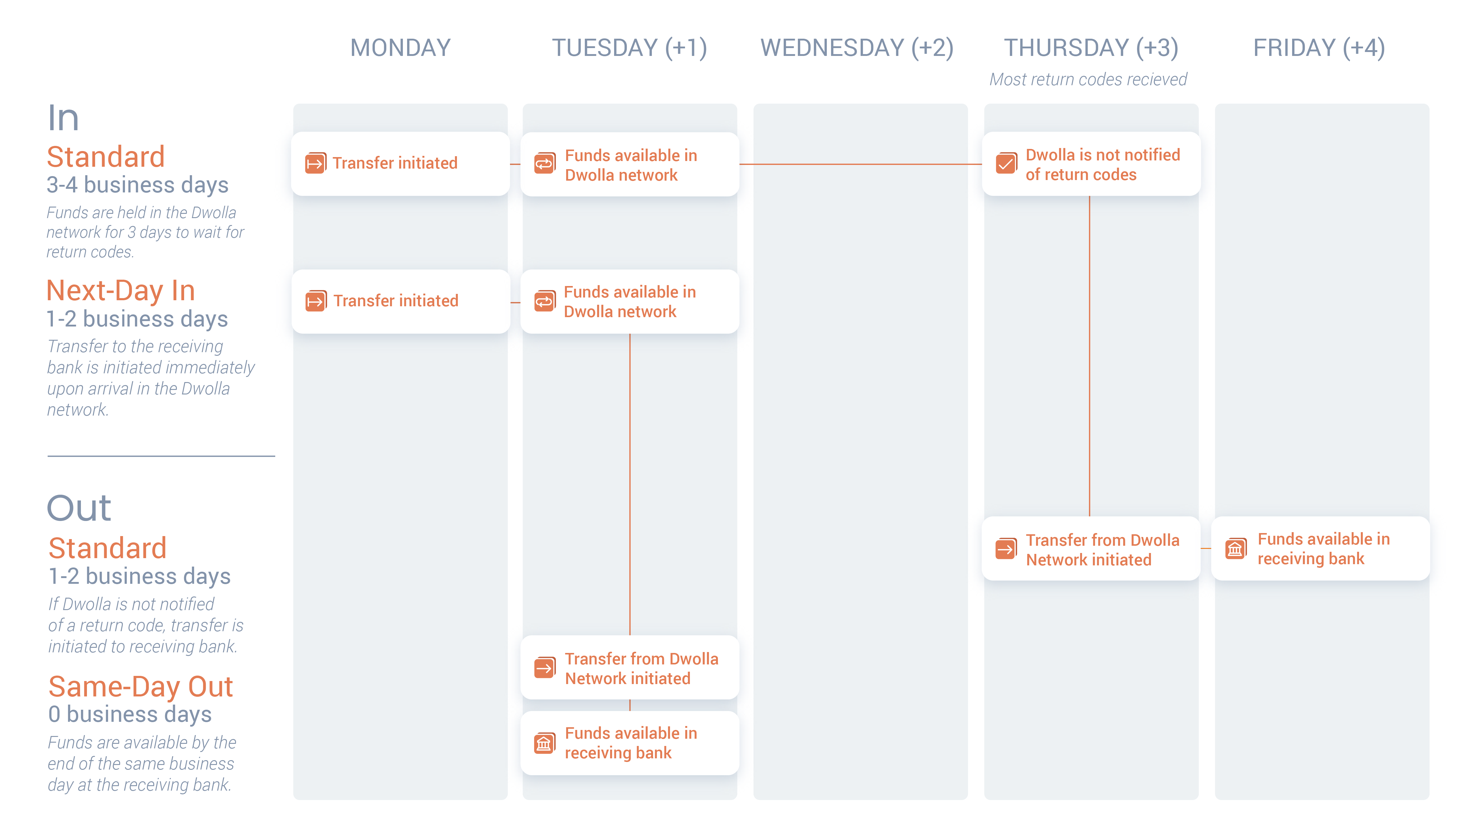 MONDAY
TUESDAY (+1)
WEDNESDAY (+2)
THURSDAY (+3)
FRIDAY (+4)
Most return codes recieved
In
Standard
3-4 business days
Funds are held in the Dwolla
network for 3 days to wait for
return codes.
Transfer initiated
Funds available in
Dwolla network
Dwolla is not notified
of return codes
Next-Day In
1-2 business days
Transfer to the receiving
bank is initiated immediately
upon arrival in the Dwolla
network.
Transfer initiated
Funds available in
Dwolla network
Out
Standard
1-2 business days
If Dwolla is not notified
of a return code, transfer is
initiated to receiving bank.
Transfer from Dwolla
Network initiated
Funds available in
receiving bank
Same-Day Out
0 business days
Funds are available by the
end of the same business
day at the receiving bank.
Transfer from Dwolla
Network initiated
Funds available in
receiving bank